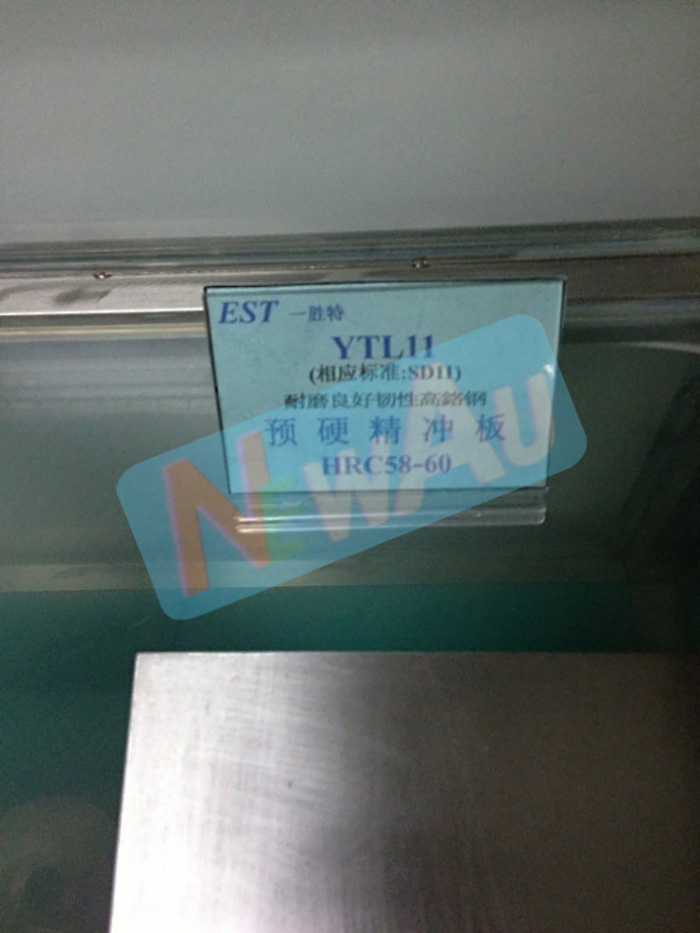 EST 一胜特
YTL11
(相应标准:SD11)
耐磨良好韧性高鉻钢
预硬精冲板
HRC58-60
NEWAU